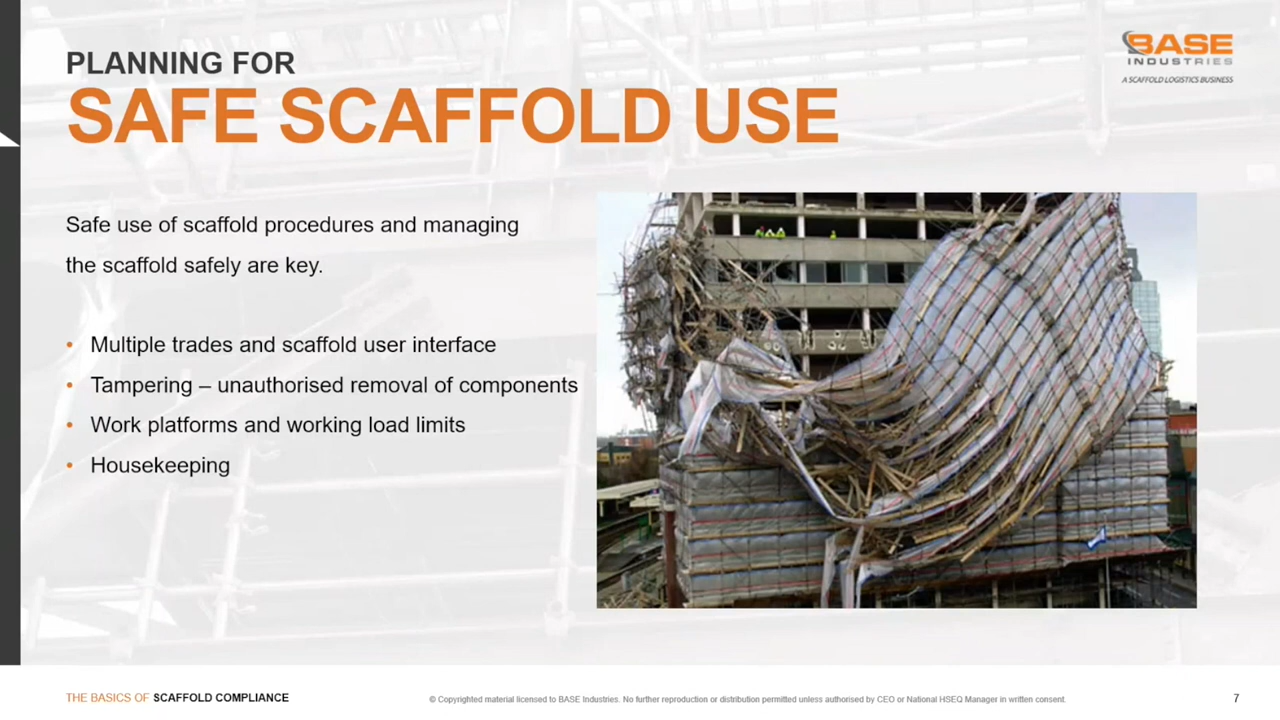 PLANNING FOR
SAFE SCAFFOLD USE
BASE
INDUSTRIES
A SCAFFOLD LOGISTICS BUSINESS
Safe use of scaffold procedures and managing
the scaffold safely are key.
• Multiple trades and scaffold user interface
• Tampering – unauthorised removal of components
• Work platforms and working load limits
• Housekeeping
THE BASICS OF SCAFFOLD COMPLIANCE
© Copyrighted material licensed to BASE Industries. No further reproduction or distribution permitted unless authorised by CEO or National HSEQ Manager in written consent.
7